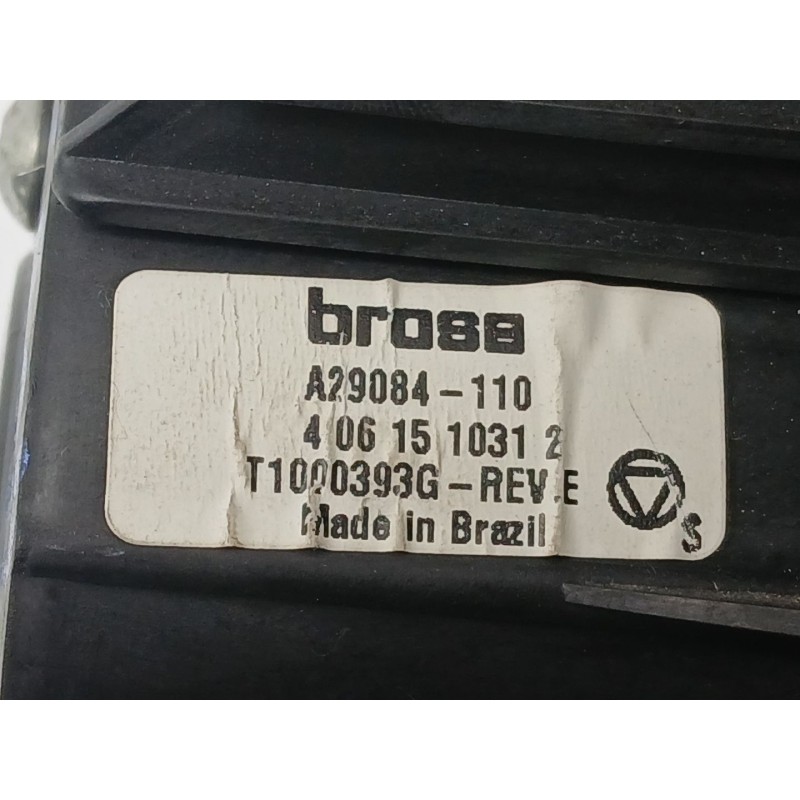 brose
A29084-110
4 06 15 1031 2
T1000393G-REV.E
Made in Brazil
S